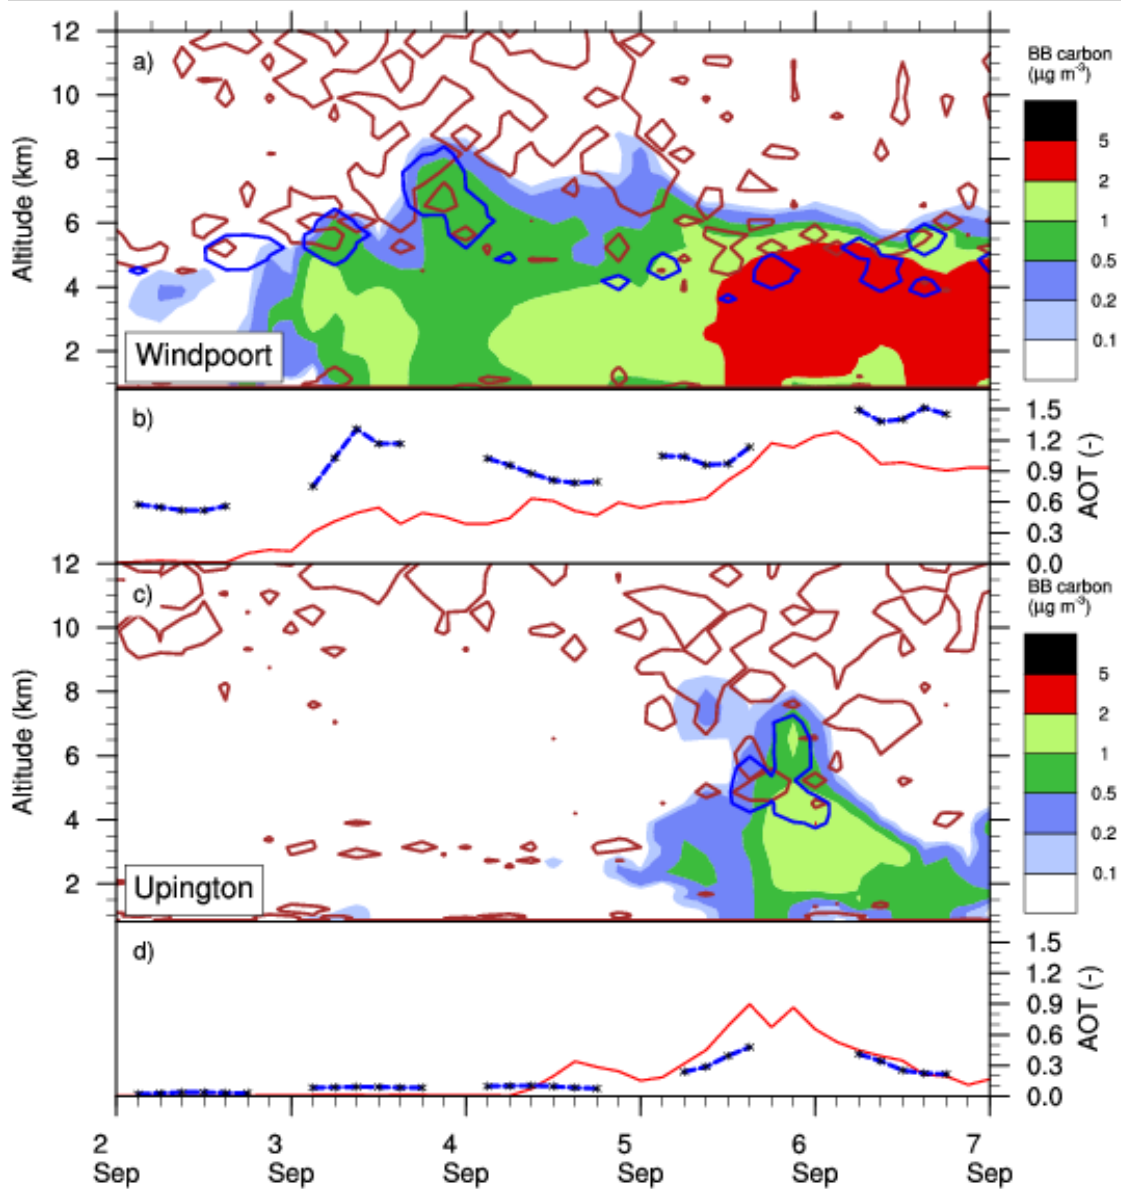 12
10
8
6
4
2
Altitude (km)
a)
Windpoort
BB carbon
(µg m-3)
5
2
1
0.5
0.2
0.1
b)
1.5
1.2
0.9
0.6
0.3
0.0
AOT (-)
12
10
8
6
4
2
Altitude (km)
c)
Upington
BB carbon
(µg m-3)
5
2
1
0.5
0.2
0.1
d)
1.5
1.2
0.9
0.6
0.3
0.0
AOT (-)
2 3 4 5 6 7
Sep Sep Sep Sep Sep Sep